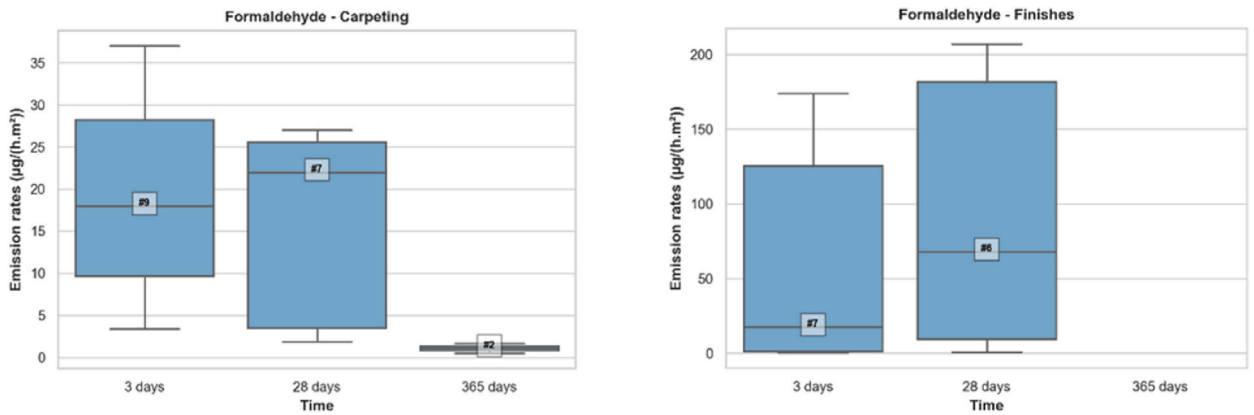 Formaldehyde - Carpeting
Emission rates (µg/(h.m²))
35
30
25
20
15
10
5
0
#9
#7
#2
3 days
28 days
365 days
Time
Formaldehyde - Finishes
Emission rates (µg/(h.m²))
200
150
100
50
0
#7
#6
3 days
28 days
365 days
Time